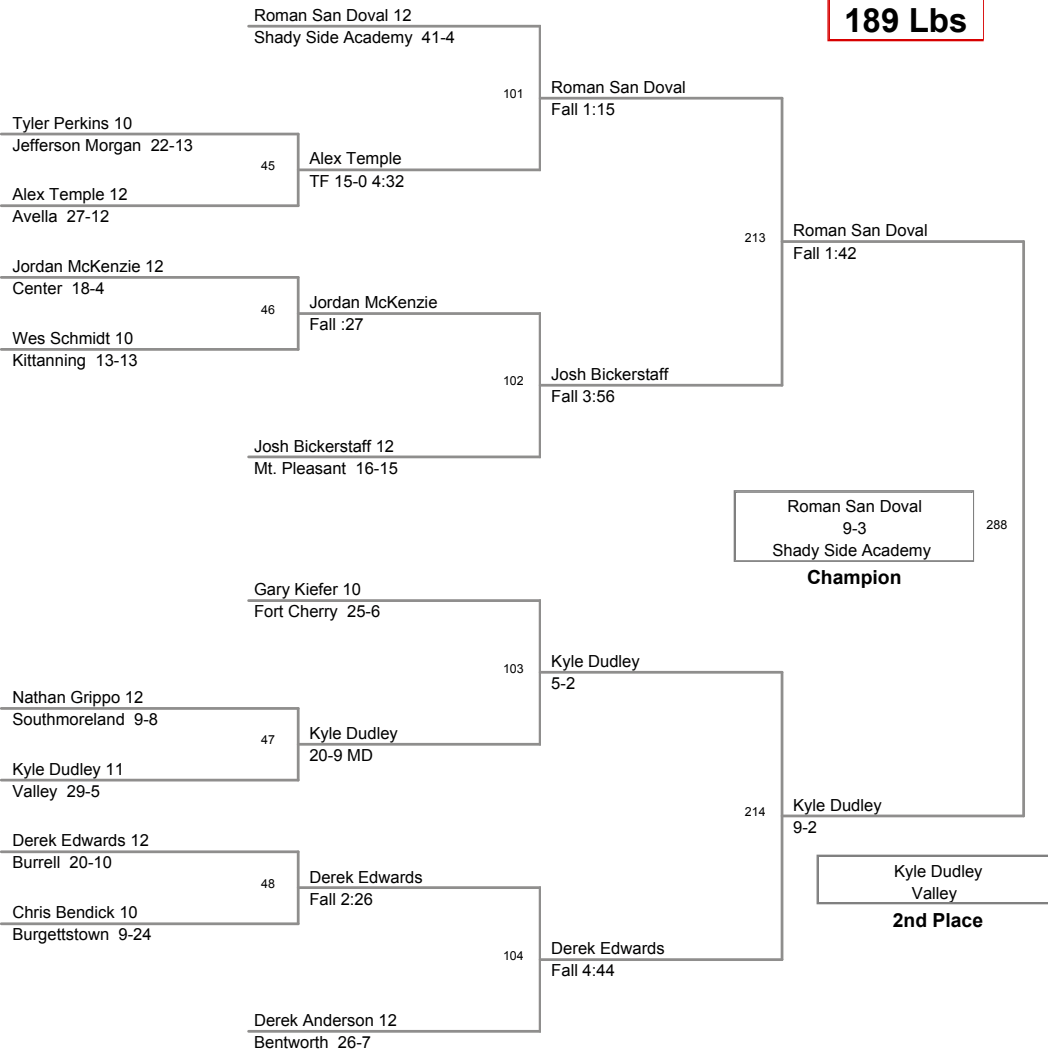 189 Lbs
Roman San Doval 12
Shady Side Academy 41-4
101
Roman San Doval
Fall 1:15
Tyler Perkins 10
Jefferson Morgan 22-13
45
Alex Temple
TF 15-0 4:32
Alex Temple 12
Avella 27-12
213
Roman San Doval
Fall 1:42
Jordan McKenzie 12
Center 18-4
46
Jordan McKenzie
Fall :27
Wes Schmidt 10
Kittanning 13-13
102
Josh Bickerstaff
Fall 3:56
Josh Bickerstaff 12
Mt. Pleasant 16-15
Roman San Doval
9-3
Shady Side Academy
Champion
288
Gary Kiefer 10
Fort Cherry 25-6
103
Kyle Dudley
5-2
Nathan Grippo 12
Southmoreland 9-8
47
Kyle Dudley
20-9 MD
Kyle Dudley 11
Valley 29-5
214
Kyle Dudley
9-2
Derek Edwards 12
Burrell 20-10
48
Derek Edwards
Fall 2:26
Chris Bendick 10
Burgettstown 9-24
Kyle Dudley
Valley
2nd Place
104
Derek Edwards
Fall 4:44
Derek Anderson 12
Bentworth 26-7